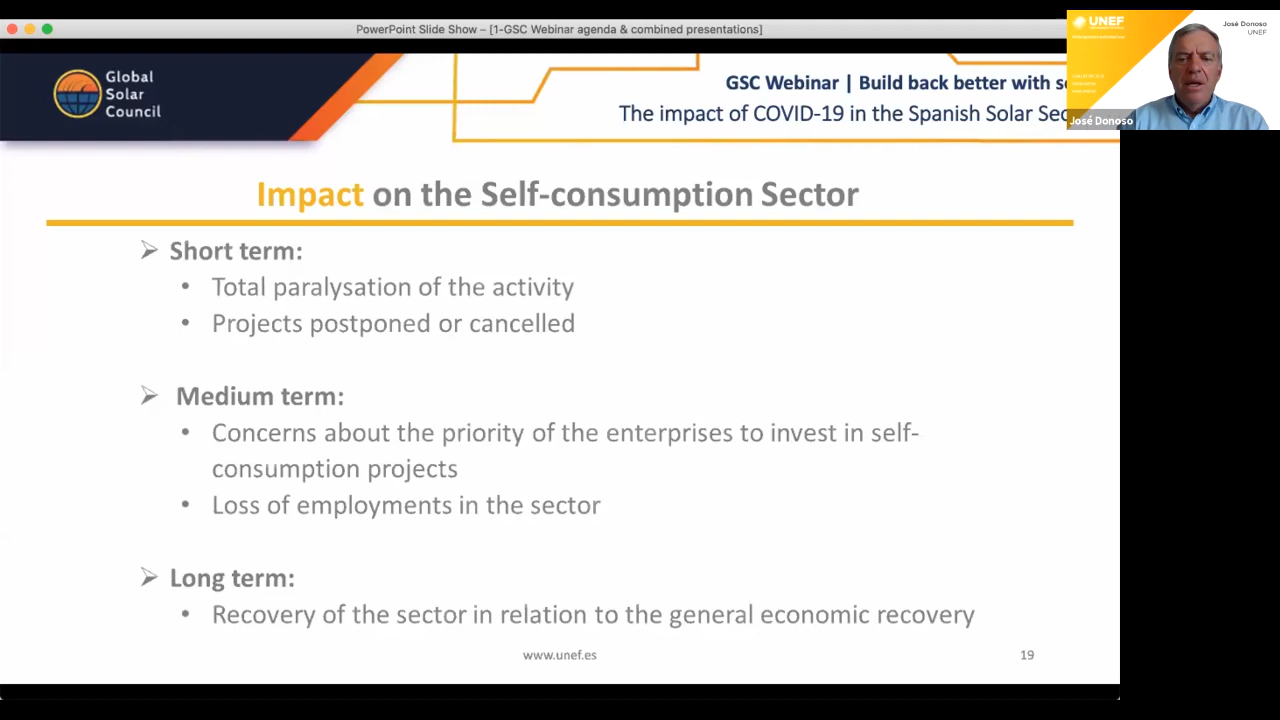 PowerPoint Slide Show – [1-GSC Webinar agenda & combined presentations]
UNEF
José Donoso
UNEF
José Donoso
Global
Solar
Council
GSC Webinar | Build back better with
The impact of COVID-19 in the Spanish Solar
Impact on the Self-consumption Sector
➢ Short term:
• Total paralysation of the activity
• Projects postponed or cancelled
➢ Medium term:
• Concerns about the priority of the enterprises to invest in self-
consumption projects
• Loss of employments in the sector
➢ Long term:
• Recovery of the sector in relation to the general economic recovery
www.unef.es
19